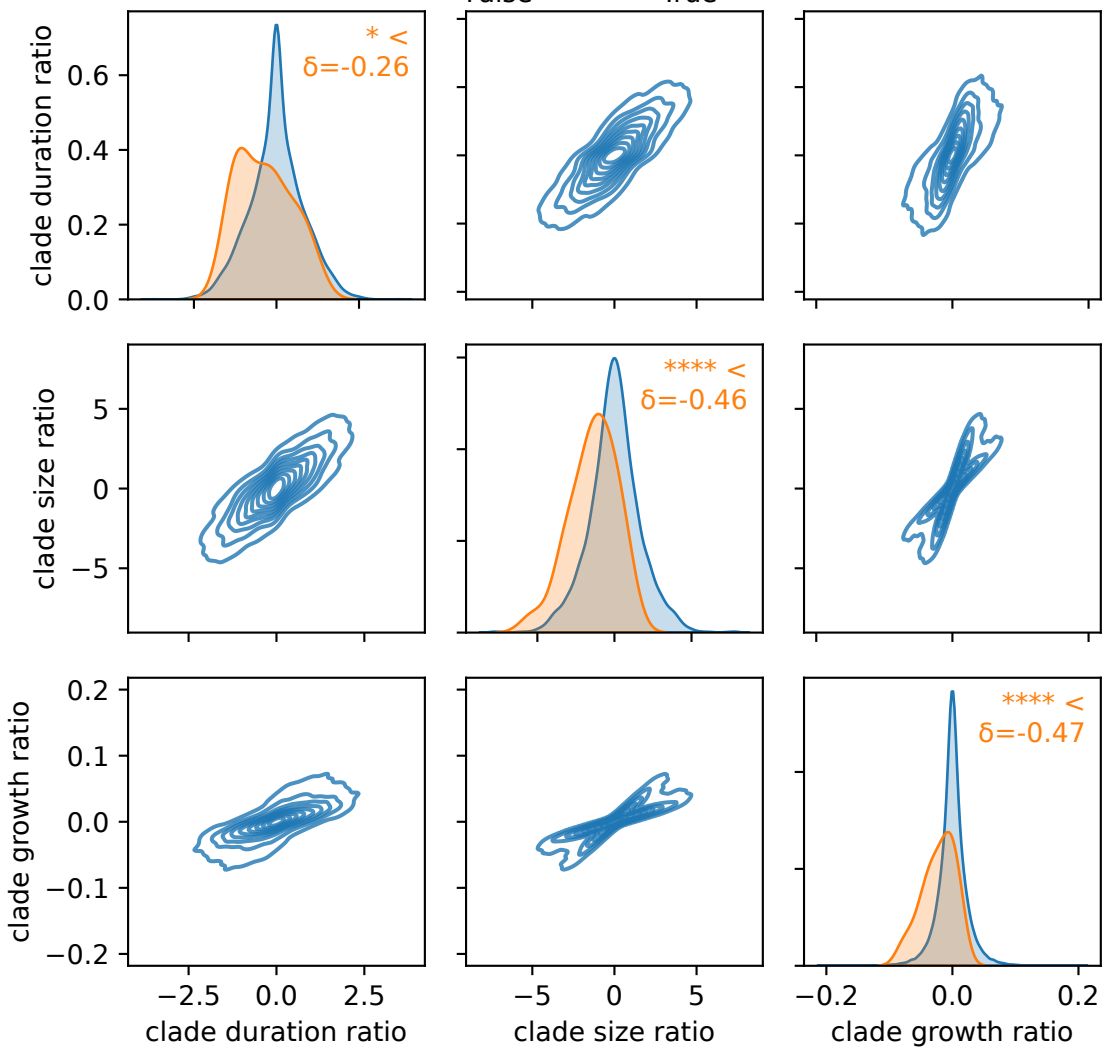 clade duration ratio
0.6
0.4
0.2
0.0
* <
δ=-0.26
clade size ratio
5
0
−5
**** <
δ=-0.46
clade growth ratio
0.2
0.1
0.0
−0.1
−0.2
**** <
δ=-0.47
−2.5 0.0 2.5
−5 0 5
−0.2 0.0 0.2
clade duration ratio
clade size ratio
clade growth ratio